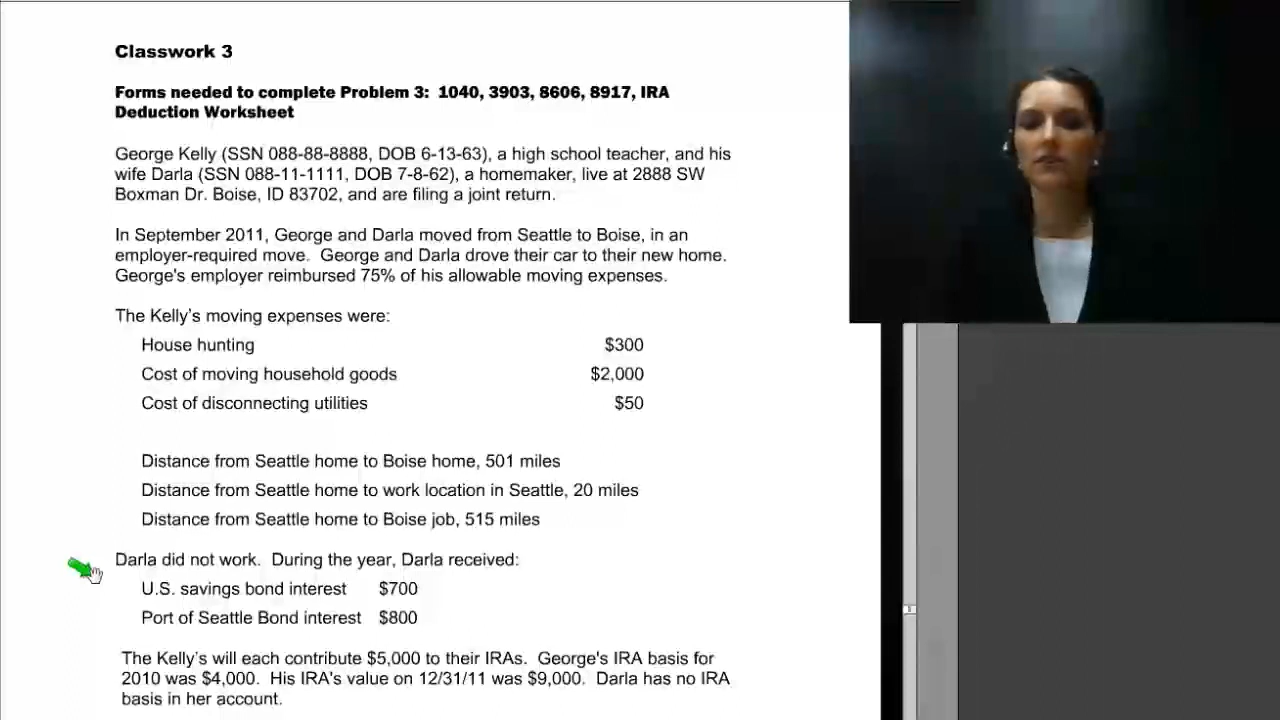 Classwork 3
Forms needed to complete Problem 3: 1040, 3903, 8606, 8917, IRA
Deduction Worksheet
George Kelly (SSN 088-88-8888, DOB 6-13-63), a high school teacher, and his
wife Darla (SSN 088-11-1111, DOB 7-8-62), a homemaker, live at 2888 SW
Boxman Dr. Boise, ID 83702, and are filing a joint return.
In September 2011, George and Darla moved from Seattle to Boise, in an
employer-required move. George and Darla drove their car to their new home.
George's employer reimbursed 75% of his allowable moving expenses.
The Kelly's moving expenses were:
House hunting $300
Cost of moving household goods $2,000
Cost of disconnecting utilities $50
Distance from Seattle home to Boise home, 501 miles
Distance from Seattle home to work location in Seattle, 20 miles
Distance from Seattle home to Boise job, 515 miles
Darla did not work. During the year, Darla received:
U.S. savings bond interest $700
Port of Seattle Bond interest $800
The Kelly's will each contribute $5,000 to their IRAs. George's IRA basis for
2010 was $4,000. His IRA's value on 12/31/11 was $9,000. Darla has no IRA
basis in her account.